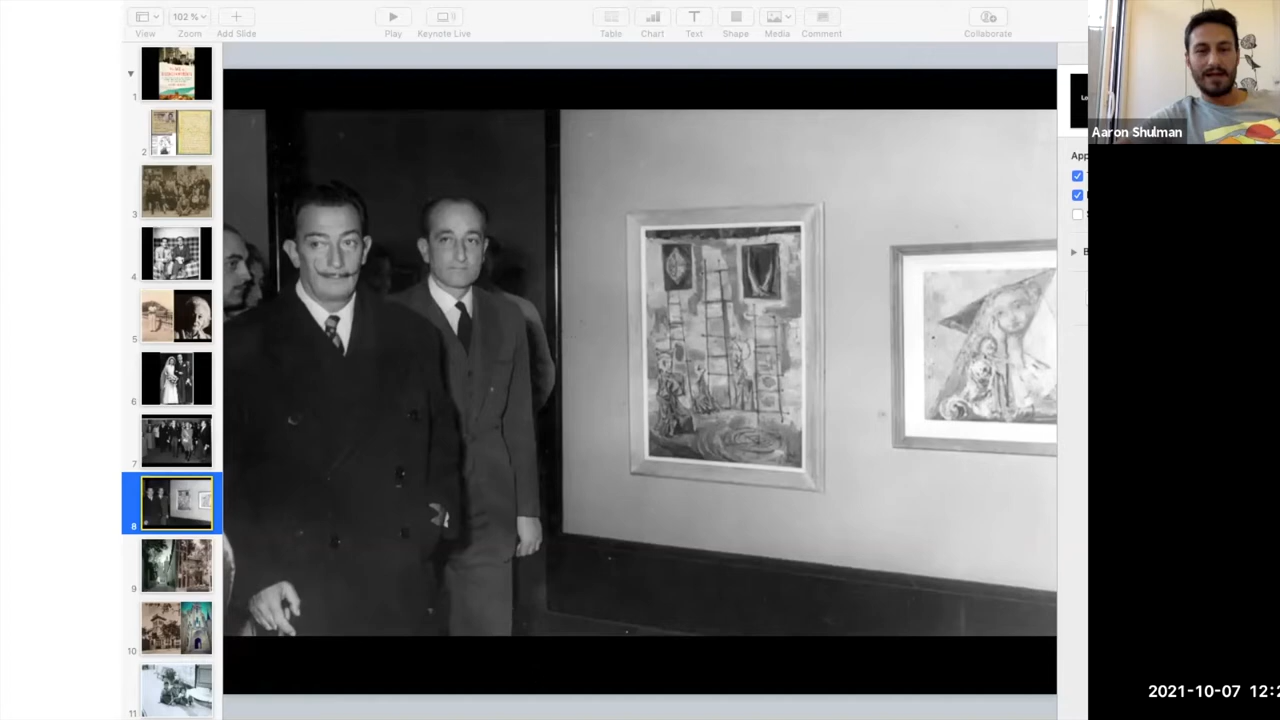 102 %
View
Zoom
Add Slide
Play
Keynote Live
Table
Chart
Text
Shape
Media
Comment
Collaborate
Aaron Shulman
1
2
3
4
5
6
7
8
9
10
11
2021-10-07 12:2